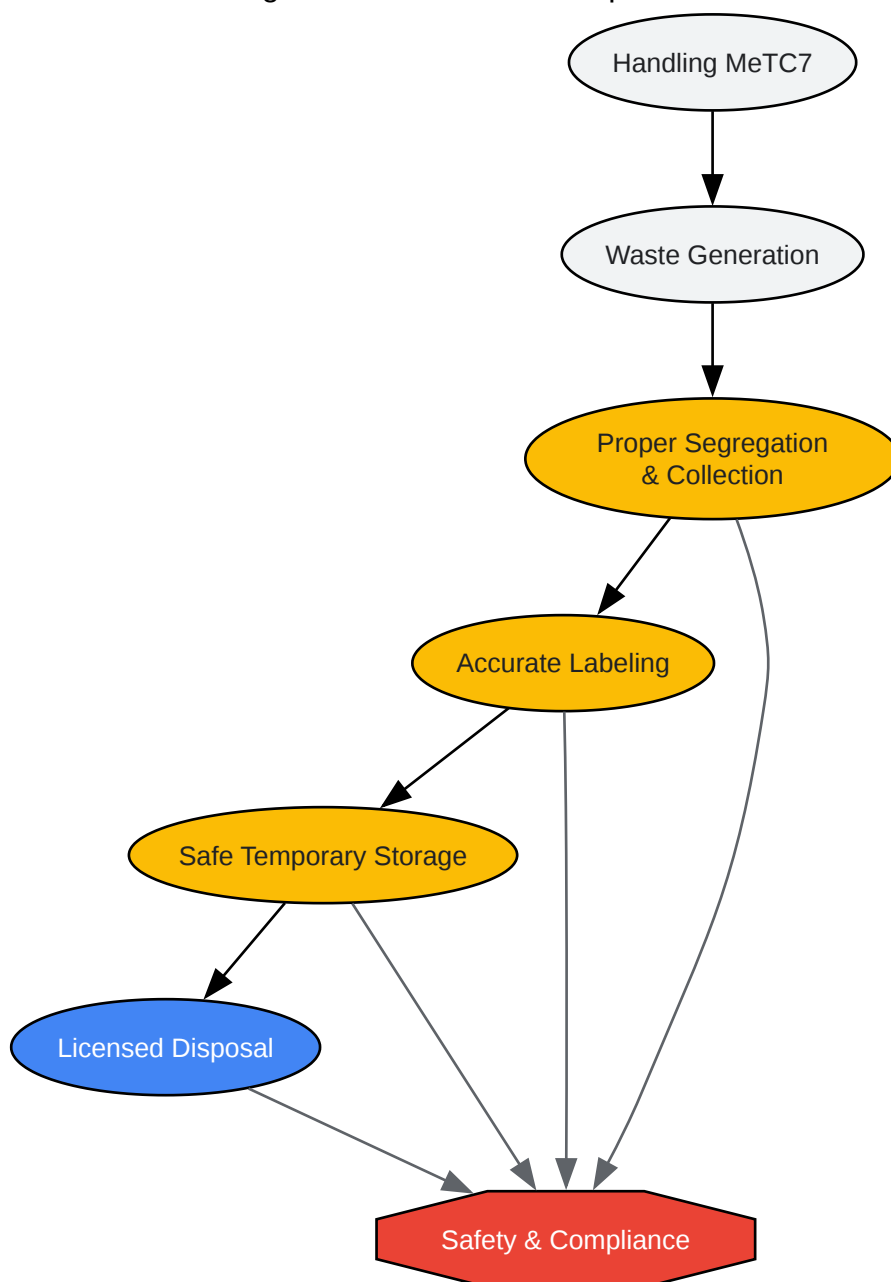 Handling MeTC7
Waste Generation
Proper Segregation
& Collection
Accurate Labeling
Safe Temporary Storage
Licensed Disposal
Safety & Compliance